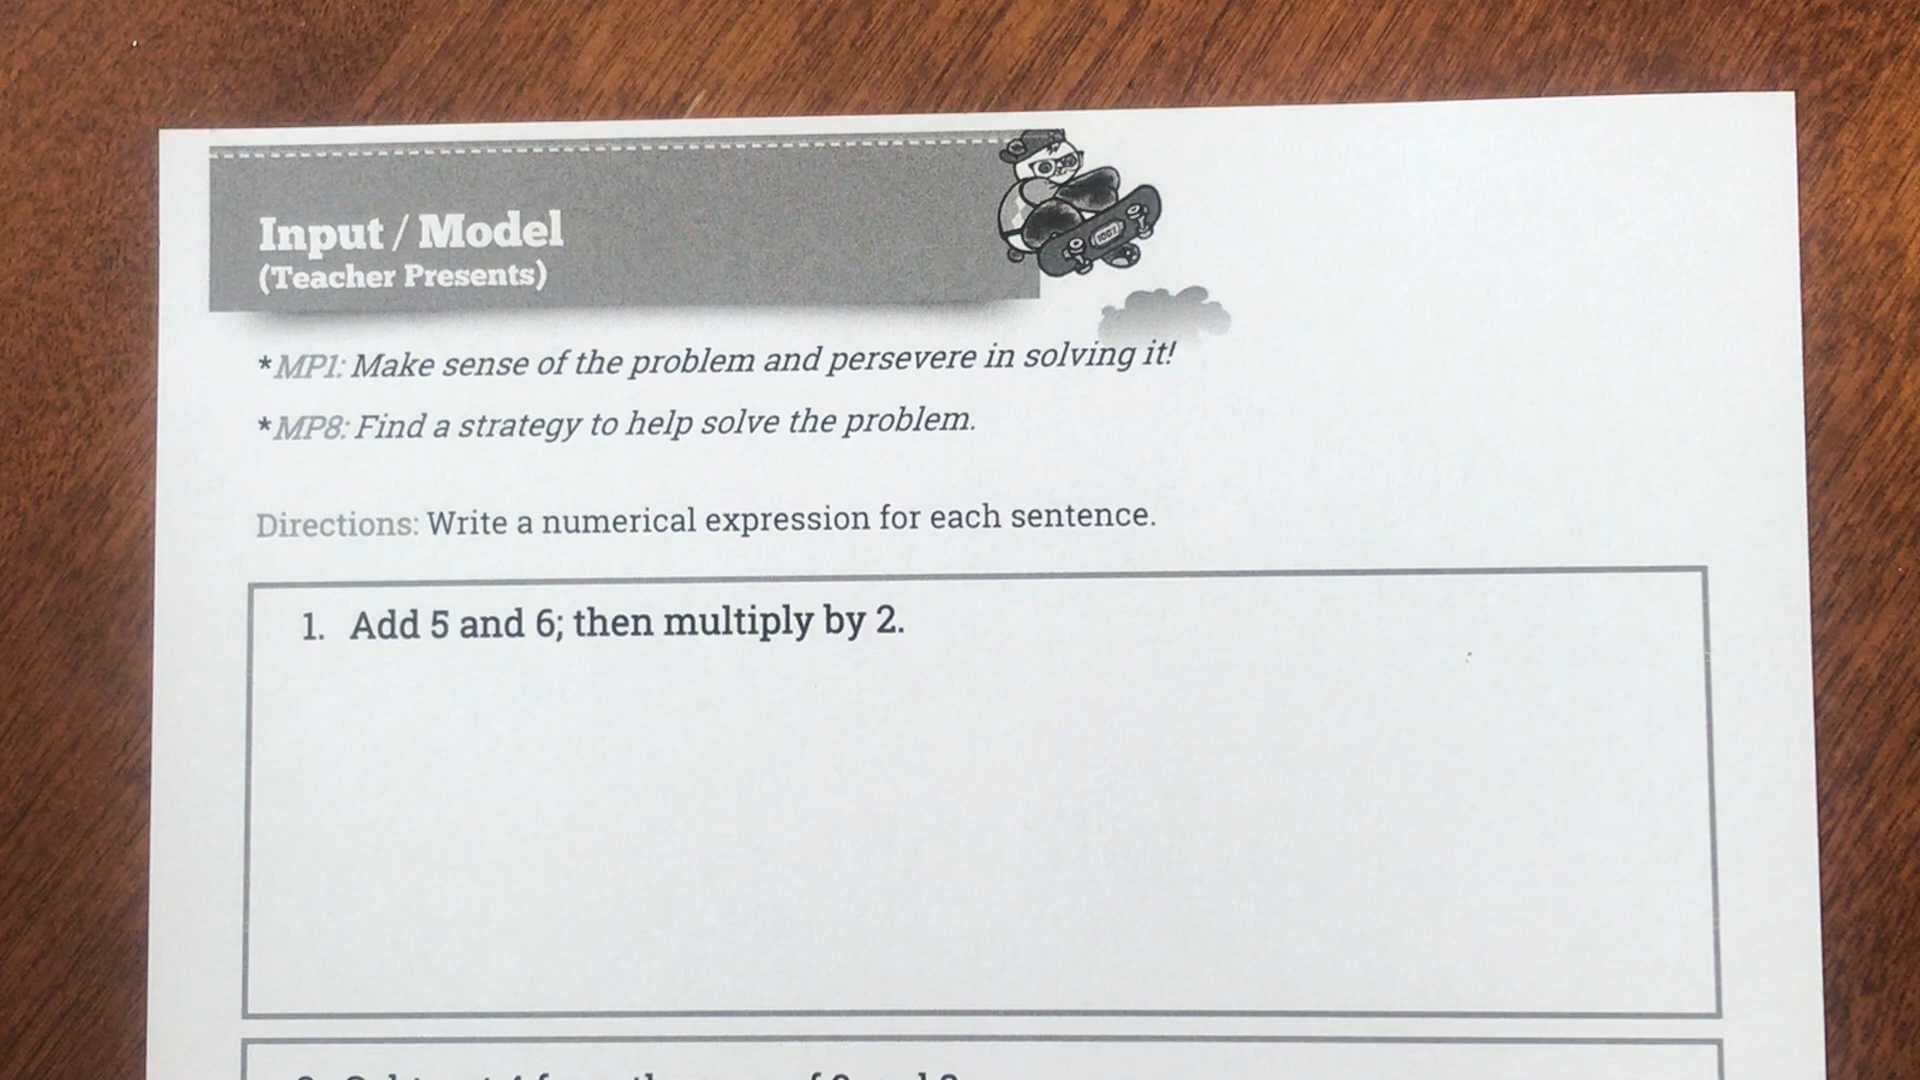 Input / Model
(Teacher Presents)
*MP1: Make sense of the problem and persevere in solving it!
*MP8: Find a strategy to help solve the problem.
Directions: Write a numerical expression for each sentence.
1. Add 5 and 6; then multiply by 2.